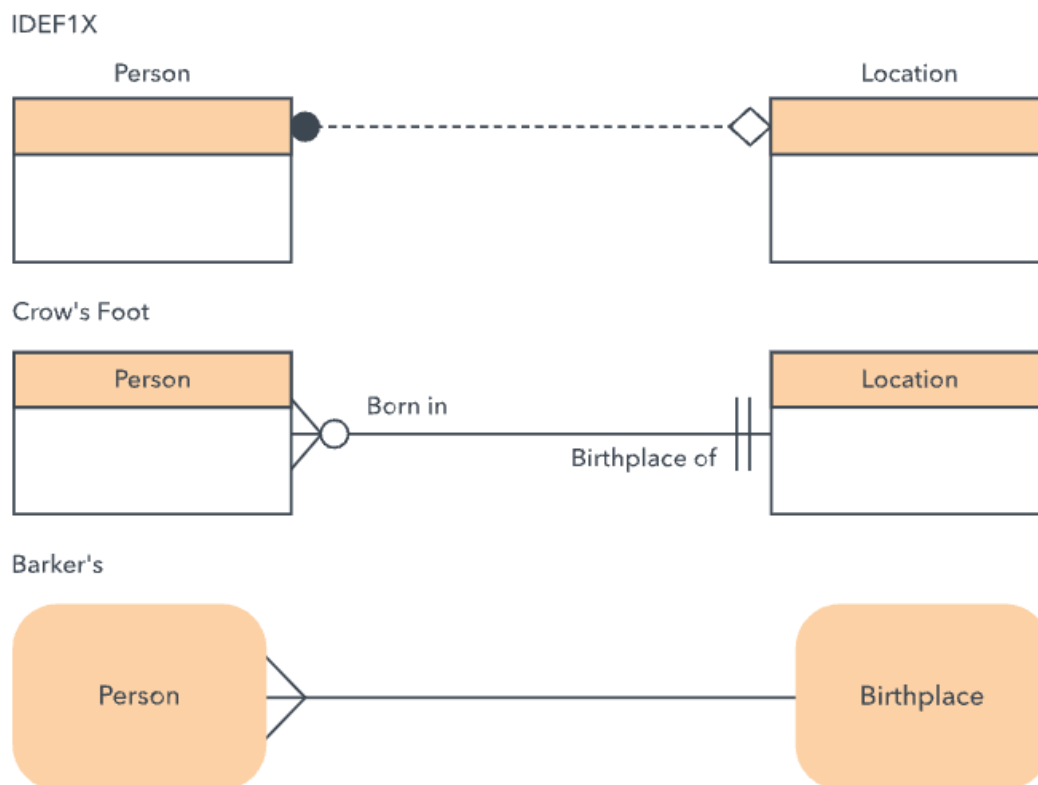 IDEF1X
Person
Location
Crow's Foot
Person
Location
Born in
Birthplace of
Barker's
Person
Birthplace